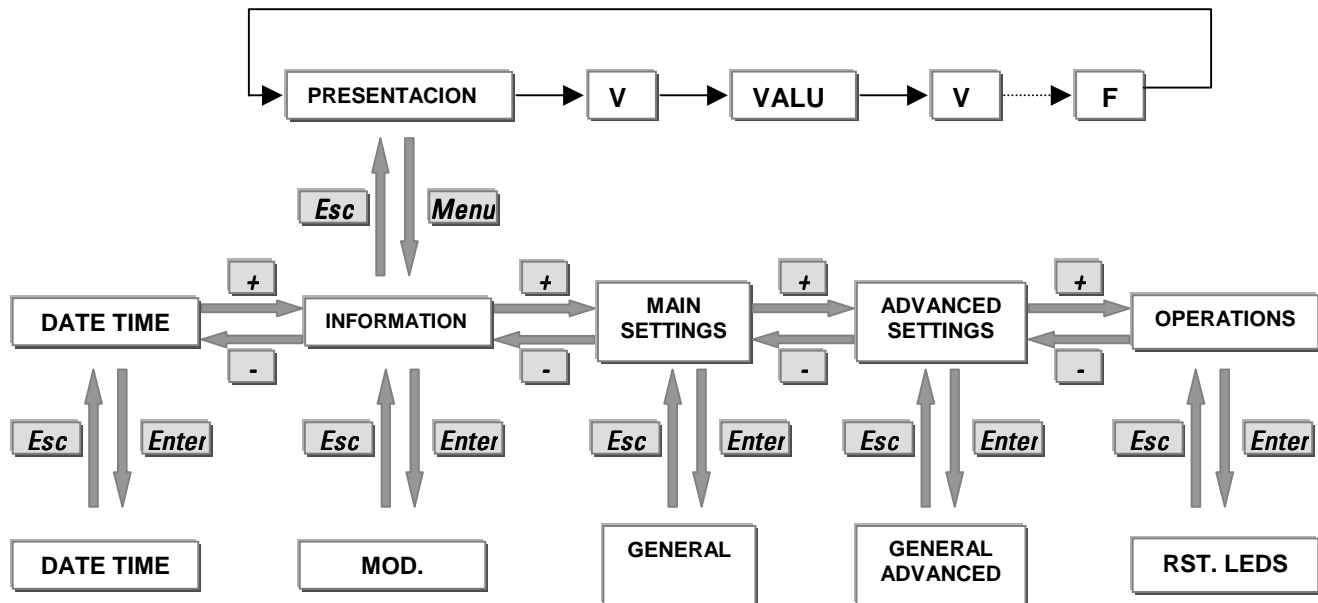 PRESENTACION
V
VALU
V
F
Esc
Menu
+
+
+
+
DATE TIME
INFORMATION
MAIN
SETTINGS
ADVANCED
SETTINGS
OPERATIONS
-
-
-
-
Esc
Enter
Esc
Enter
Esc
Enter
Esc
Enter
Esc
Enter
DATE TIME
MOD.
GENERAL
GENERAL
ADVANCED
RST. LEDS